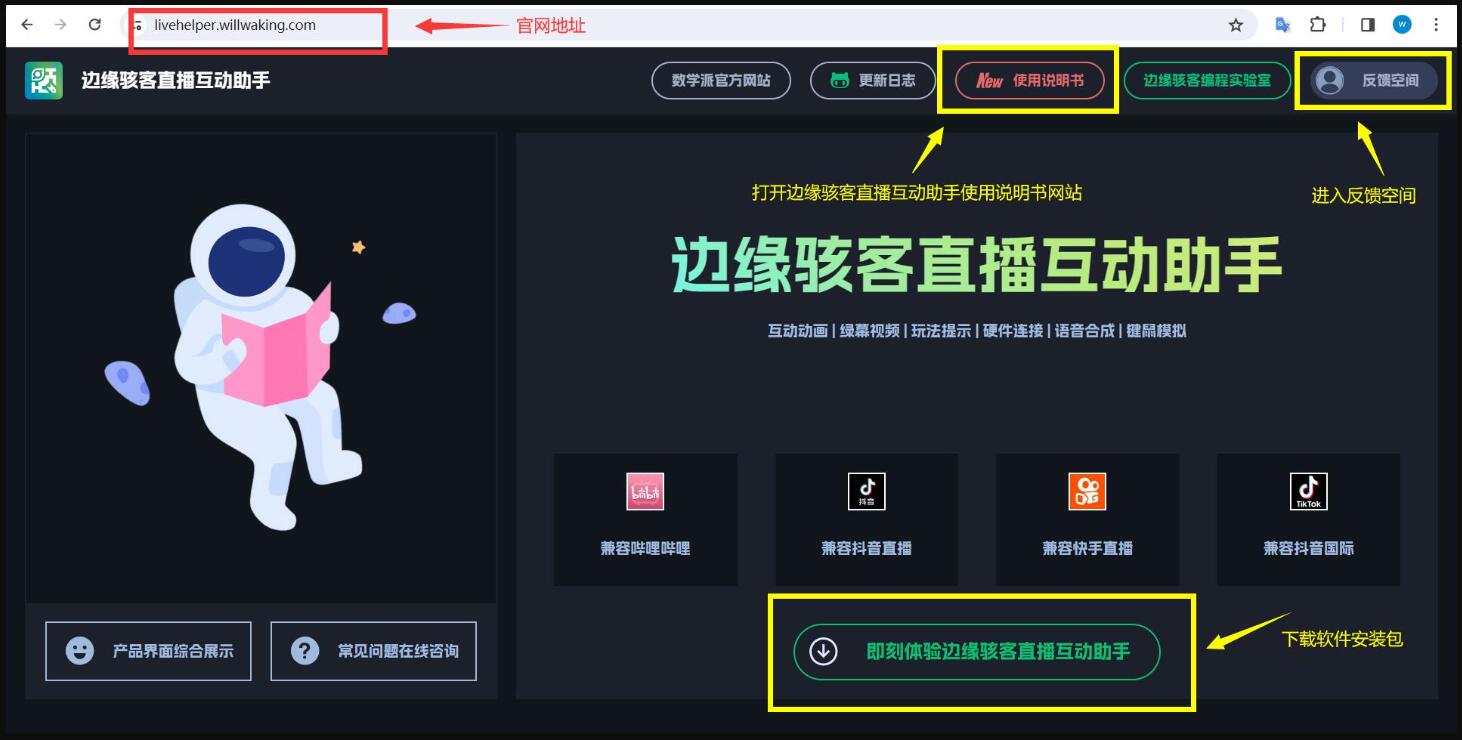 livehelper.willwaking.com
官网地址
W
边缘骇客直播互动助手
数学派官方网站
更新日志
New 使用说明书
边缘骇客编程实验室
反馈空间
打开边缘骇客直播互动助手使用说明书网站
进入反馈空间
边缘骇客直播互动助手
互动动画 | 绿幕视频 | 玩法提示 | 硬件连接 | 语音合成 | 键鼠模拟
bilibili
抖音
TikTok
兼容哔哩哔哩
兼容抖音直播
兼容快手直播
兼容抖音国际
产品界面综合展示
常见问题在线咨询
即刻体验边缘骇客直播互动助手
下载软件安装包